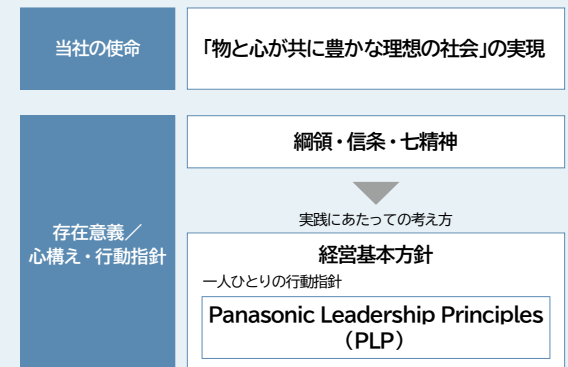 当社の使命
「物と心が共に豊かな理想の社会」の実現
存在意義／
心構え・行動指針
綱領・信条・七精神
実践にあたっての考え方
経営基本方針
一人ひとりの行動指針
Panasonic Leadership Principles
（PLP）